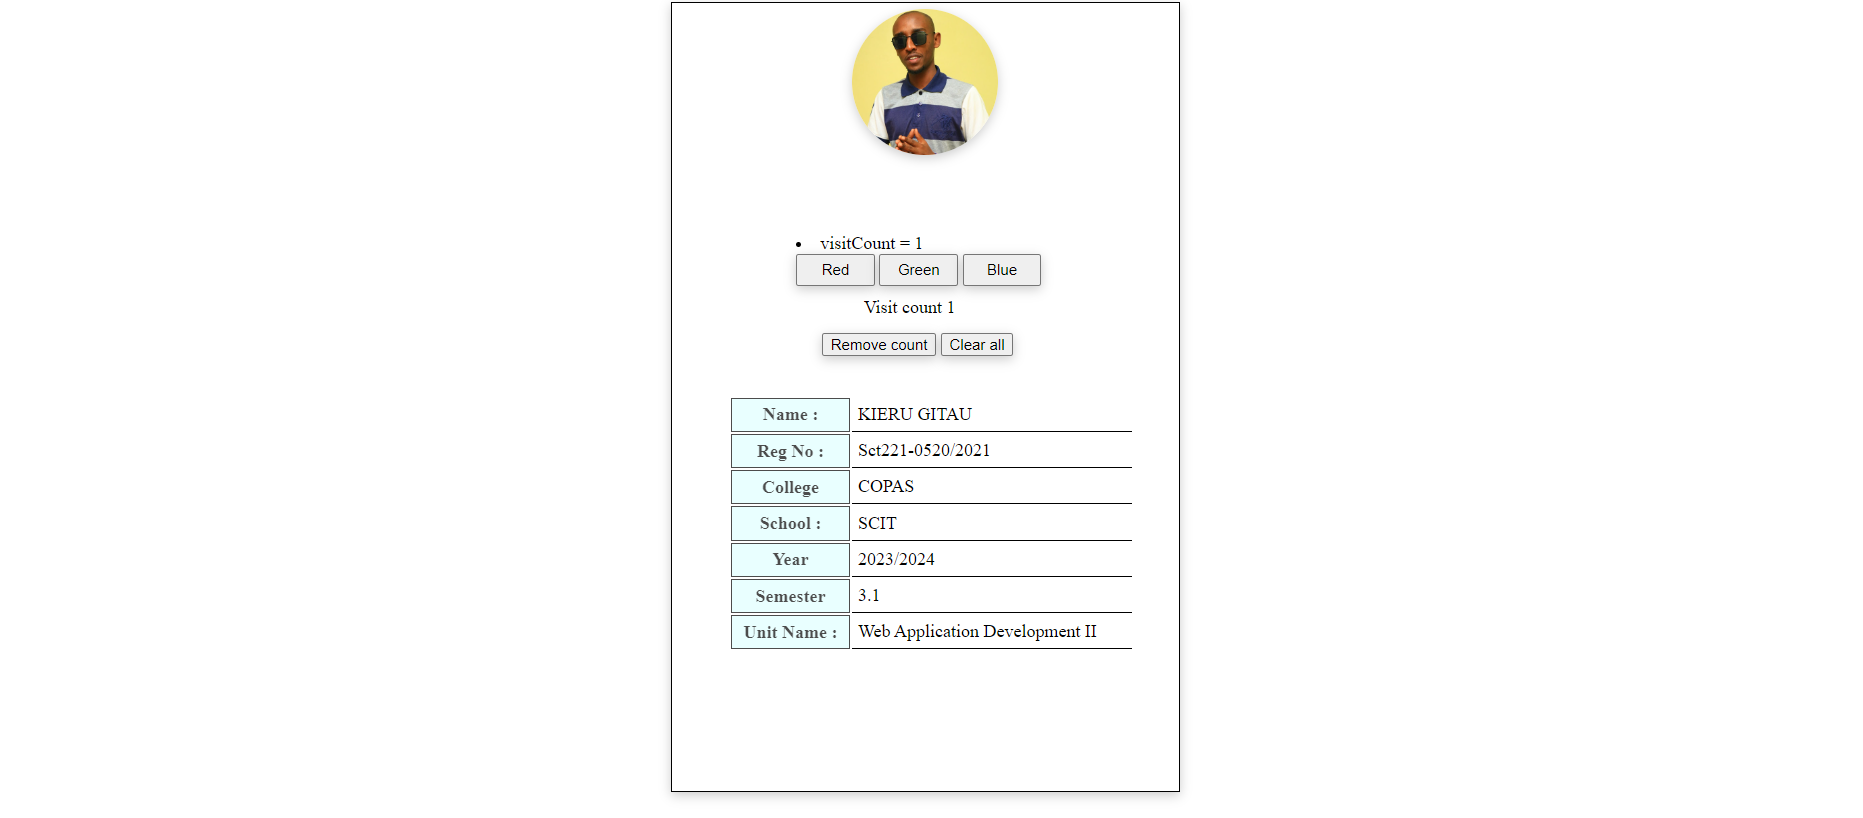 visitCount = 1
Red Green Blue
Visit count 1
Remove count Clear all
Name : KIERU GITAU
Reg No : Sct221-0520/2021
College COPAS
School : SCIT
Year 2023/2024
Semester 3.1
Unit Name : Web Application Development II